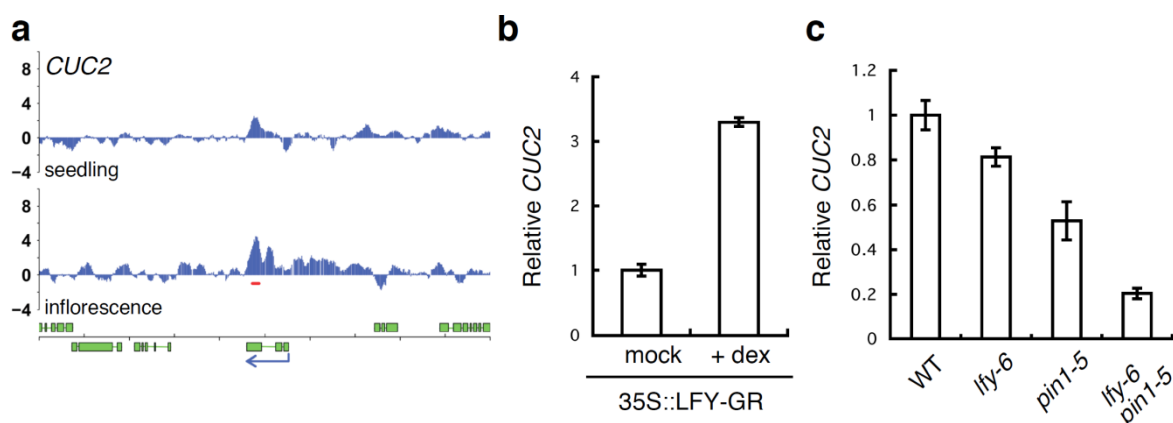 a
CUC2
8
4
0
−4
seedling
8
4
0
−4
inflorescence
b
Relative CUC2
4
3
2
1
0
mock
+ dex
35S::LFY-GR
c
Relative CUC2
1.2
1
0.8
0.6
0.4
0.2
0
WT
lfy-6
pin1-5
lfy-6
pin1-5